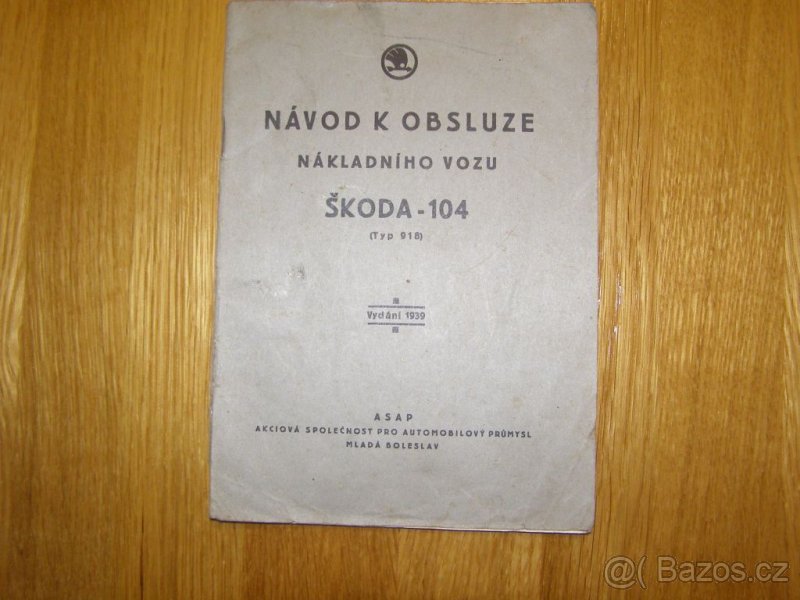 NÁVOD K OBSLUZE
NÁKLADNÍHO VOZU
ŠKODA - 104
(Typ 918)
Vydání 1939
ASAP
AKCIOVÁ SPOLEČNOST PRO AUTOMOBILOVÝ PRŮMYSL
MLADÁ BOLESLAV
@( Bazos.cz